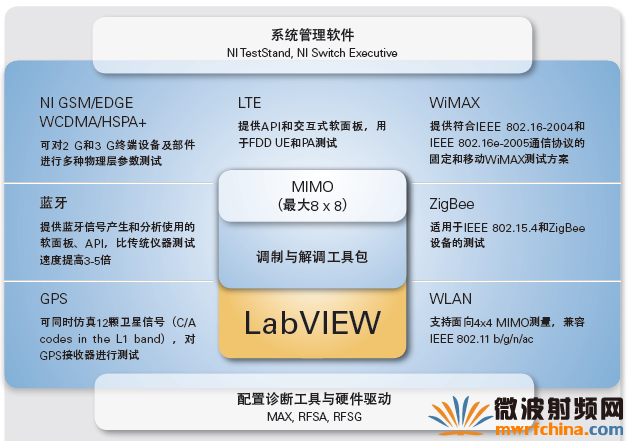 系统管理软件
NI TestStand, NI Switch Executive
NI GSM/EDGE
WCDMA/HSPA+
可对2 G和3 G终端设备及部件
进行多种物理层参数测试
LTE
提供API和交互式软面板，用
于FDD UE和PA测试
WiMAX
提供符合IEEE 802.16-2004和
IEEE 802.16e-2005通信协议的
固定和移动WiMAX测试方案
蓝牙
提供蓝牙信号产生和分析使用的
软面板、API，比传统仪器测试
速度提高3-5倍
MIMO
（最大8 x 8）
调制与解调工具包
LabVIEW
ZigBee
适用于IEEE 802.15.4和ZigBee
设备的测试
GPS
可同时仿真12颗卫星信号（C/A
codes in the L1 band），对
GPS接收器进行测试
WLAN
支持面向4x4 MIMO测量，兼容
IEEE 802.11 b/g/n/ac
配置诊断工具与硬件驱动
MAX, RFSA, RFSG
微波射频网
mwrfchina.com